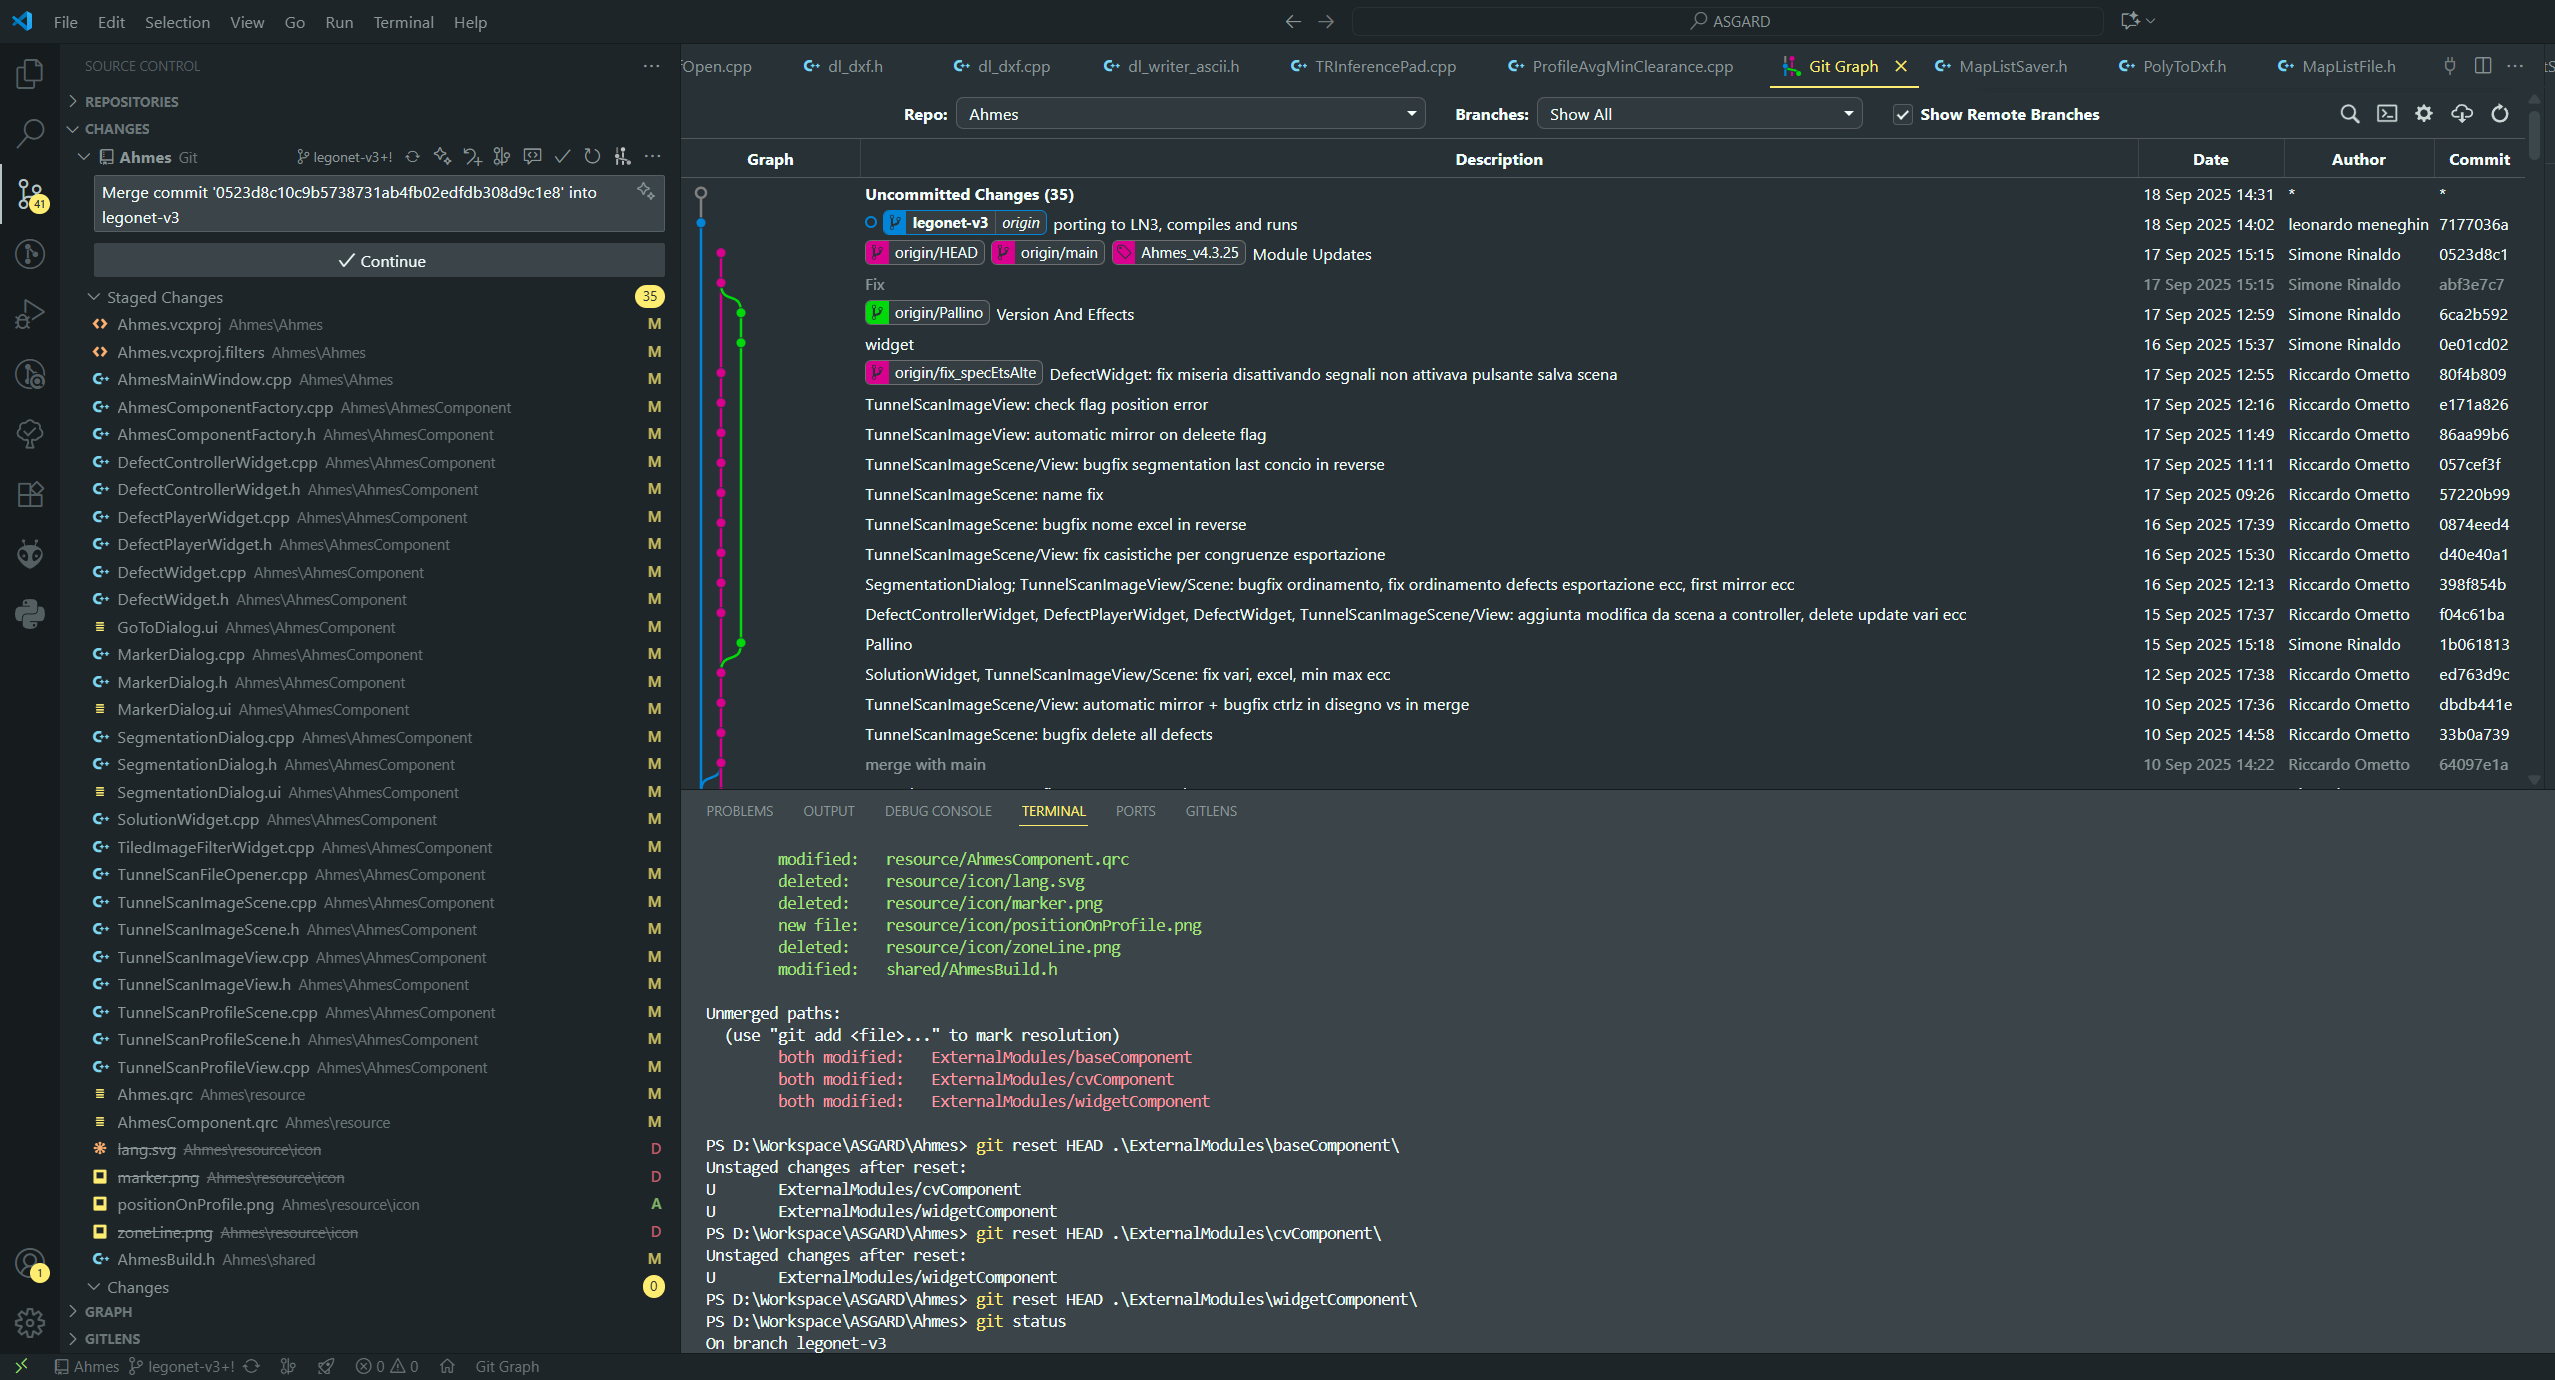 File Edit Selection View Go Run Terminal Help
ASGARD
SOURCE CONTROL
REPOSITORIES
CHANGES
Ahmes Git legonet-v3+!
Merge commit '0523d8c10c9b5738731ab4fb02edfdb308d9c1e8' into
legonet-v3
Continue
Staged Changes 35
Ahmes.vcxproj Ahmes\Ahmes M
Ahmes.vcxproj.filters Ahmes\Ahmes M
AhmesMainWindow.cpp Ahmes\Ahmes M
AhmesComponentFactory.cpp Ahmes\AhmesComponent M
AhmesComponentFactory.h Ahmes\AhmesComponent M
DefectControllerWidget.cpp Ahmes\AhmesComponent M
DefectControllerWidget.h Ahmes\AhmesComponent M
DefectPlayerWidget.cpp Ahmes\AhmesComponent M
DefectPlayerWidget.h Ahmes\AhmesComponent M
DefectWidget.cpp Ahmes\AhmesComponent M
DefectWidget.h Ahmes\AhmesComponent M
GoToDialog.ui Ahmes\AhmesComponent M
MarkerDialog.cpp Ahmes\AhmesComponent M
MarkerDialog.h Ahmes\AhmesComponent M
MarkerDialog.ui Ahmes\AhmesComponent M
SegmentationDialog.cpp Ahmes\AhmesComponent M
SegmentationDialog.h Ahmes\AhmesComponent M
SegmentationDialog.ui Ahmes\AhmesComponent M
SolutionWidget.cpp Ahmes\AhmesComponent M
TiledImageFilterWidget.cpp Ahmes\AhmesComponent M
TunnelScanFileOpener.cpp Ahmes\AhmesComponent M
TunnelScanImageScene.cpp Ahmes\AhmesComponent M
TunnelScanImageScene.h Ahmes\AhmesComponent M
TunnelScanImageView.cpp Ahmes\AhmesComponent M
TunnelScanImageView.h Ahmes\AhmesComponent M
TunnelScanProfileScene.cpp Ahmes\AhmesComponent M
TunnelScanProfileScene.h Ahmes\AhmesComponent M
TunnelScanProfileView.cpp Ahmes\AhmesComponent M
Ahmes.qrc Ahmes\resource M
AhmesComponent.qrc Ahmes\resource M
lang.svg Ahmes\resource\icon D
marker.png Ahmes\resource\icon D
positionOnProfile.png Ahmes\resource\icon A
zoneLine.png Ahmes\resource\icon D
AhmesBuild.h Ahmes\shared M
Changes 0
GRAPH
GITLENS
41
1
Open.cpp dl_dxf.h dl_dxf.cpp dl_writer_ascii.h TRInferencePad.cpp ProfileAvgMinClearance.cpp Git Graph MapListSaver.h PolyToDxf.h MapListFile.h
Repo: Ahmes Branches: Show All Show Remote Branches
Graph Description Date Author Commit
Uncommitted Changes (35) 18 Sep 2025 14:31 * *
legonet-v3 origin porting to LN3, compiles and runs 18 Sep 2025 14:02 leonardo meneghin 7177036a
origin/HEAD origin/main Ahmes_v4.3.25 Module Updates 17 Sep 2025 15:15 Simone Rinaldo 0523d8c1
Fix 17 Sep 2025 15:15 Simone Rinaldo abf3e7c7
origin/Pallino Version And Effects 17 Sep 2025 12:59 Simone Rinaldo 6ca2b592
widget 16 Sep 2025 15:37 Simone Rinaldo 0e01cd02
origin/fix_specEtsAlte DefectWidget: fix miseria disattivando segnali non attivava pulsante salva scena 17 Sep 2025 12:55 Riccardo Ometto 80f4b809
TunnelScanImageView: check flag position error 17 Sep 2025 12:16 Riccardo Ometto e171a826
TunnelScanImageView: automatic mirror on deleete flag 17 Sep 2025 11:49 Riccardo Ometto 86aa99b6
TunnelScanImageScene/View: bugfix segmentation last concio in reverse 17 Sep 2025 11:11 Riccardo Ometto 057cef3f
TunnelScanImageScene: name fix 17 Sep 2025 09:26 Riccardo Ometto 57220b99
TunnelScanImageScene: bugfix nome excel in reverse 16 Sep 2025 17:39 Riccardo Ometto 0874eed4
TunnelScanImageScene/View: fix casistiche per congruenze esportazione 16 Sep 2025 15:30 Riccardo Ometto d40e40a1
SegmentationDialog; TunnelScanImageView/Scene: bugfix ordinamento, fix ordinamento defects esportazione ecc, first mirror ecc 16 Sep 2025 12:13 Riccardo Ometto 398f854b
DefectControllerWidget, DefectPlayerWidget, DefectWidget, TunnelScanImageScene/View: aggiunta modifica da scena a controller, delete update vari ecc 15 Sep 2025 17:37 Riccardo Ometto f04c61ba
Pallino 15 Sep 2025 15:18 Simone Rinaldo 1b061813
SolutionWidget, TunnelScanImageView/Scene: fix vari, excel, min max ecc 12 Sep 2025 17:38 Riccardo Ometto ed763d9c
TunnelScanImageScene/View: automatic mirror + bugfix ctrlz in disegno vs in merge 10 Sep 2025 17:36 Riccardo Ometto dbdb441e
TunnelScanImageScene: bugfix delete all defects 10 Sep 2025 14:58 Riccardo Ometto 33b0a739
merge with main 10 Sep 2025 14:22 Riccardo Ometto 64097e1a
PROBLEMS OUTPUT DEBUG CONSOLE TERMINAL PORTS GITLENS
modified: resource/AhmesComponent.qrc
deleted: resource/icon/lang.svg
deleted: resource/icon/marker.png
new file: resource/icon/positionOnProfile.png
deleted: resource/icon/zoneLine.png
modified: shared/AhmesBuild.h
Unmerged paths:
(use "git add <file>..." to mark resolution)
both modified: ExternalModules/baseComponent
both modified: ExternalModules/cvComponent
both modified: ExternalModules/widgetComponent
PS D:\Workspace\ASGARD\Ahmes> git reset HEAD .\ExternalModules\baseComponent\
Unstaged changes after reset:
U ExternalModules/cvComponent
U ExternalModules/widgetComponent
PS D:\Workspace\ASGARD\Ahmes> git reset HEAD .\ExternalModules\cvComponent\
Unstaged changes after reset:
U ExternalModules/widgetComponent
PS D:\Workspace\ASGARD\Ahmes> git reset HEAD .\ExternalModules\widgetComponent\
PS D:\Workspace\ASGARD\Ahmes> git status
On branch legonet-v3
Ahmes legonet-v3+! 0 0 Git Graph